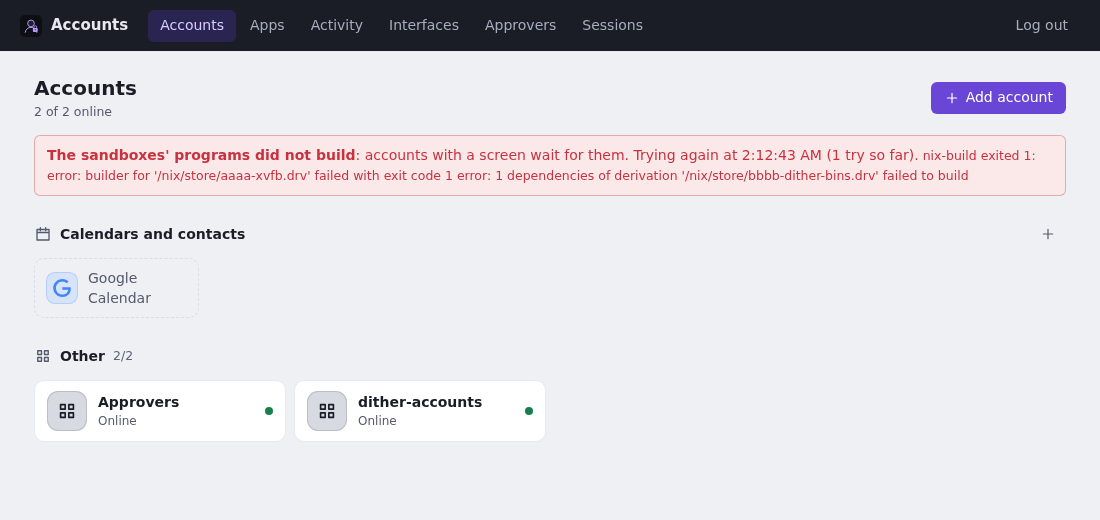 Accounts
Accounts
Apps
Activity
Interfaces
Approvers
Sessions
Log out
Accounts
2 of 2 online
Add account
The sandboxes' programs did not build: accounts with a screen wait for them. Trying again at 2:12:43 AM (1 try so far). nix-build exited 1:
error: builder for '/nix/store/aaaa-xvfb.drv' failed with exit code 1 error: 1 dependencies of derivation '/nix/store/bbbb-dither-bins.drv' failed to build
Calendars and contacts
Google
Calendar
Other 2/2
Approvers
Online
dither-accounts
Online